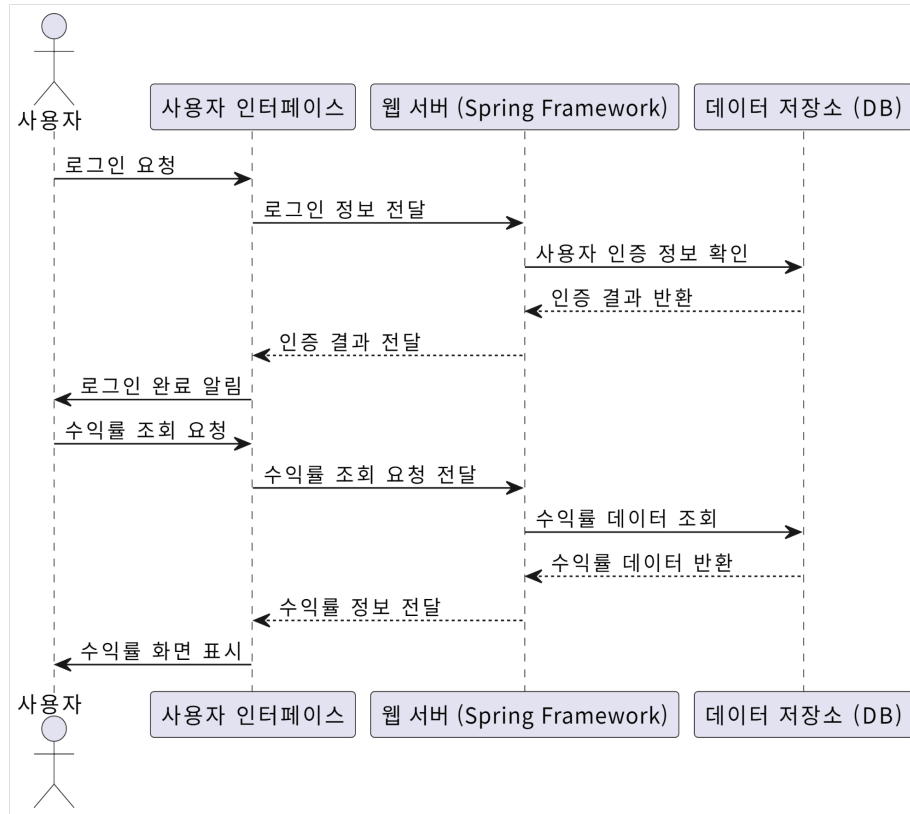 사용자
사용자 인터페이스
웹 서버 (Spring Framework)
데이터 저장소 (DB)
로그인 요청
로그인 정보 전달
사용자 인증 정보 확인
인증 결과 반환
인증 결과 전달
로그인 완료 알림
수익률 조회 요청
수익률 조회 요청 전달
수익률 데이터 조회
수익률 데이터 반환
수익률 정보 전달
수익률 화면 표시
사용자
사용자 인터페이스
웹 서버 (Spring Framework)
데이터 저장소 (DB)